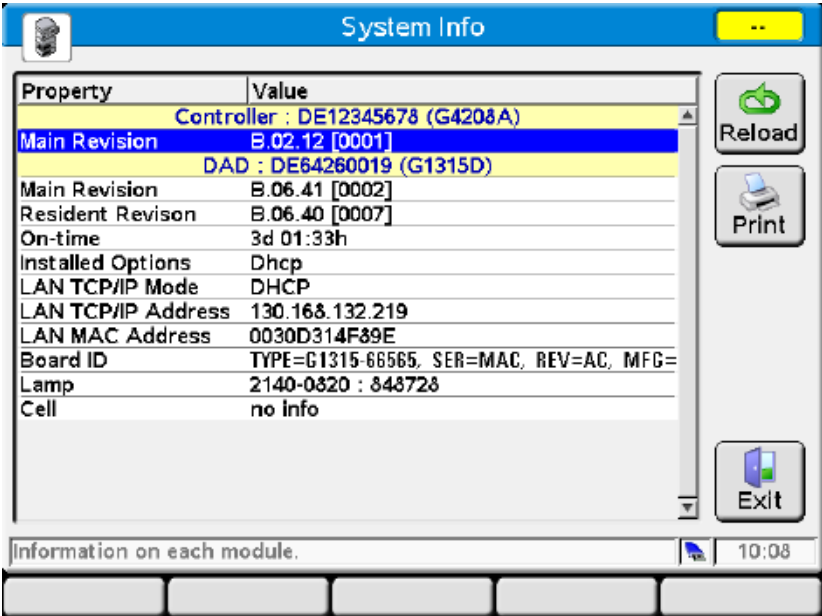 System Info
--
Property Value
Controller : DE12345678 (G4208A)
Main Revision B.02.12 [0001]
DAD : DE64260019 (G1315D)
Main Revision B.06.41 [0002]
Resident Revison B.06.40 [0007]
On-time 3d 01:33h
Installed Options Dhcp
LAN TCP/IP Mode DHCP
LAN TCP/IP Address 130.168.132.219
LAN MAC Address 0030D314F89E
Board ID TYPE=G1315-66565, SER=MAC, REV=AC, MFG=
Lamp 2140-0820 : 848728
Cell no info
Reload
Print
Exit
Information on each module.
10:08